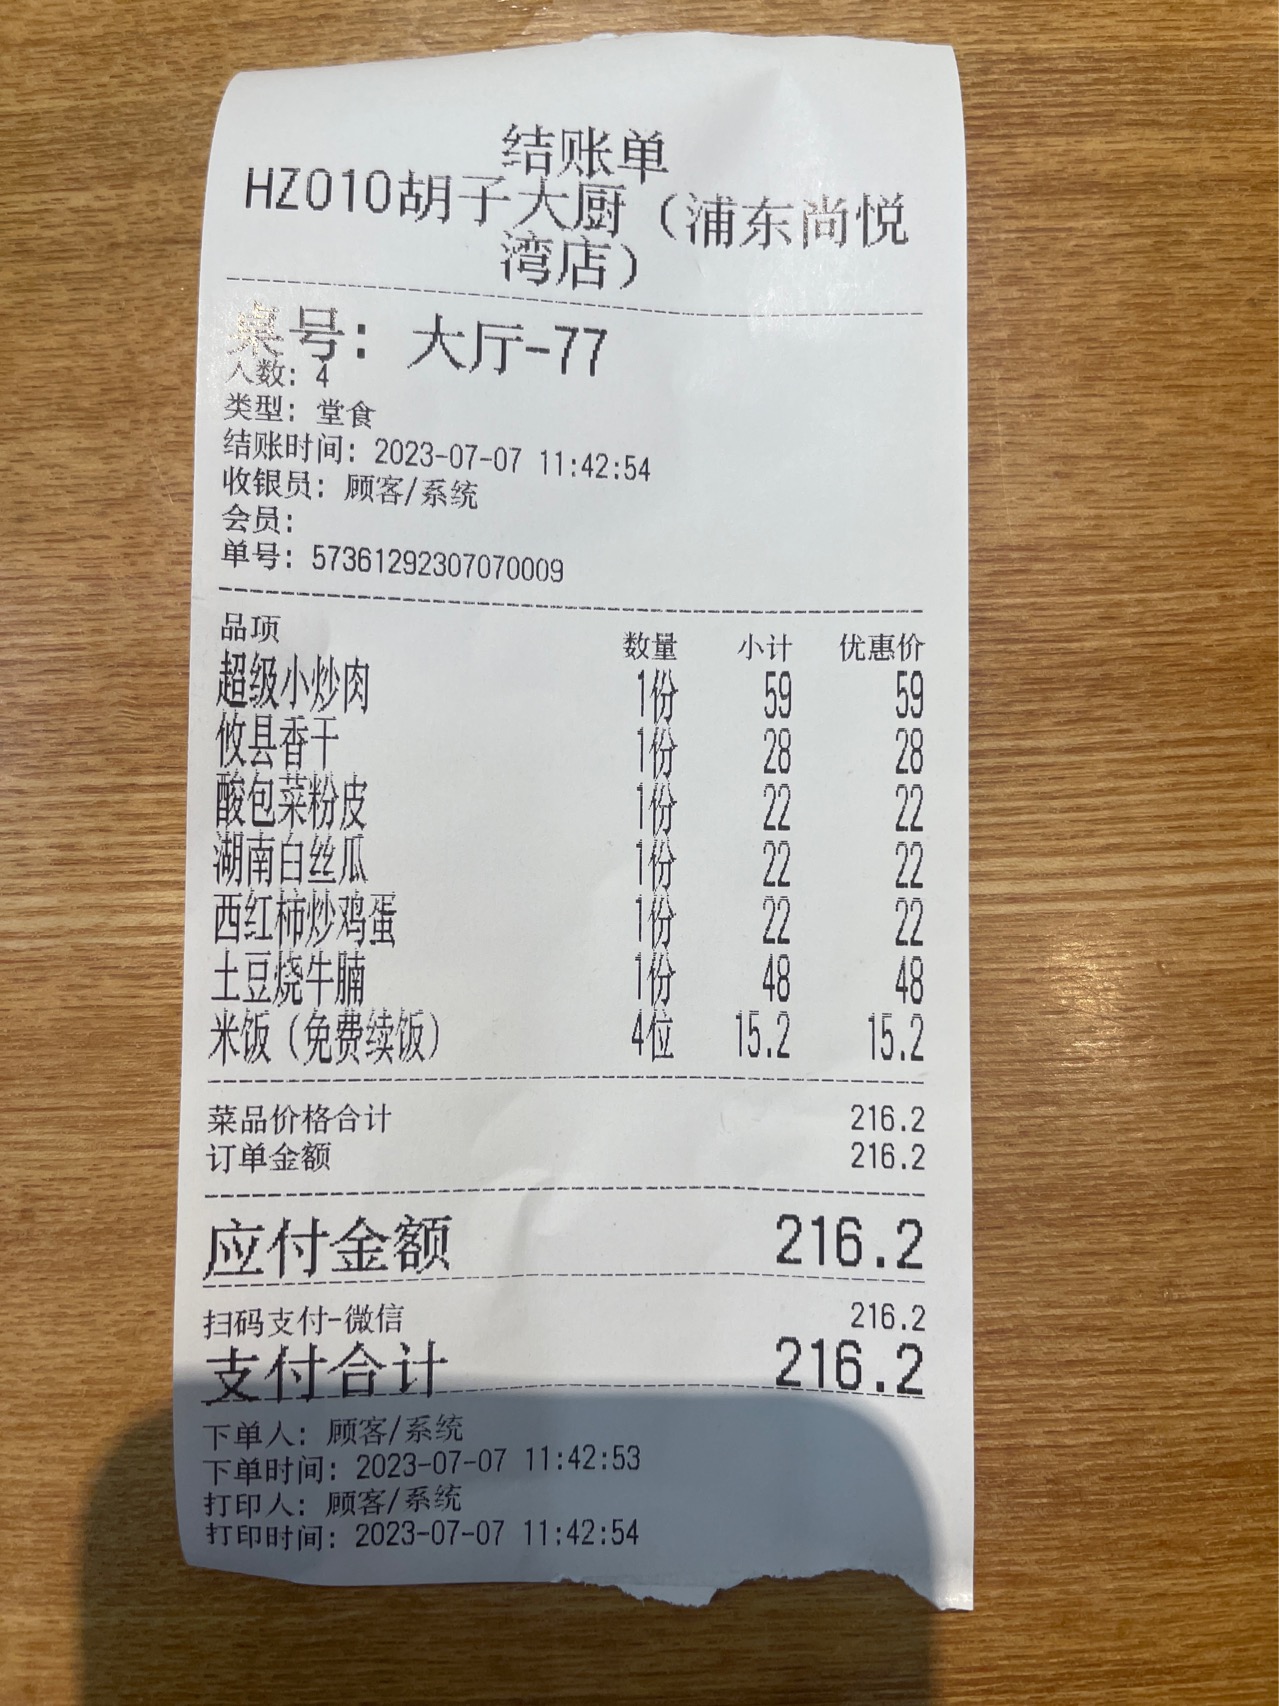 结账单
HZ010胡子大厨（浦东尚悦
湾店）
桌号：大厅-77
人数：4
类型：堂食
结账时间：2023-07-07 11:42:54
收银员：顾客/系统
会员：
单号：57361292307070009
品项 数量 小计 优惠价
超级小炒肉 1份 59 59
攸县香干 1份 28 28
酸包菜粉皮 1份 22 22
湖南白丝瓜 1份 22 22
西红柿炒鸡蛋 1份 22 22
土豆烧牛腩 1份 48 48
米饭（免费续饭） 4位 15.2 15.2
菜品价格合计 216.2
订单金额 216.2
应付金额 216.2
扫码支付-微信 216.2
支付合计 216.2
下单人：顾客/系统
下单时间：2023-07-07 11:42:53
打印人：顾客/系统
打印时间：2023-07-07 11:42:54